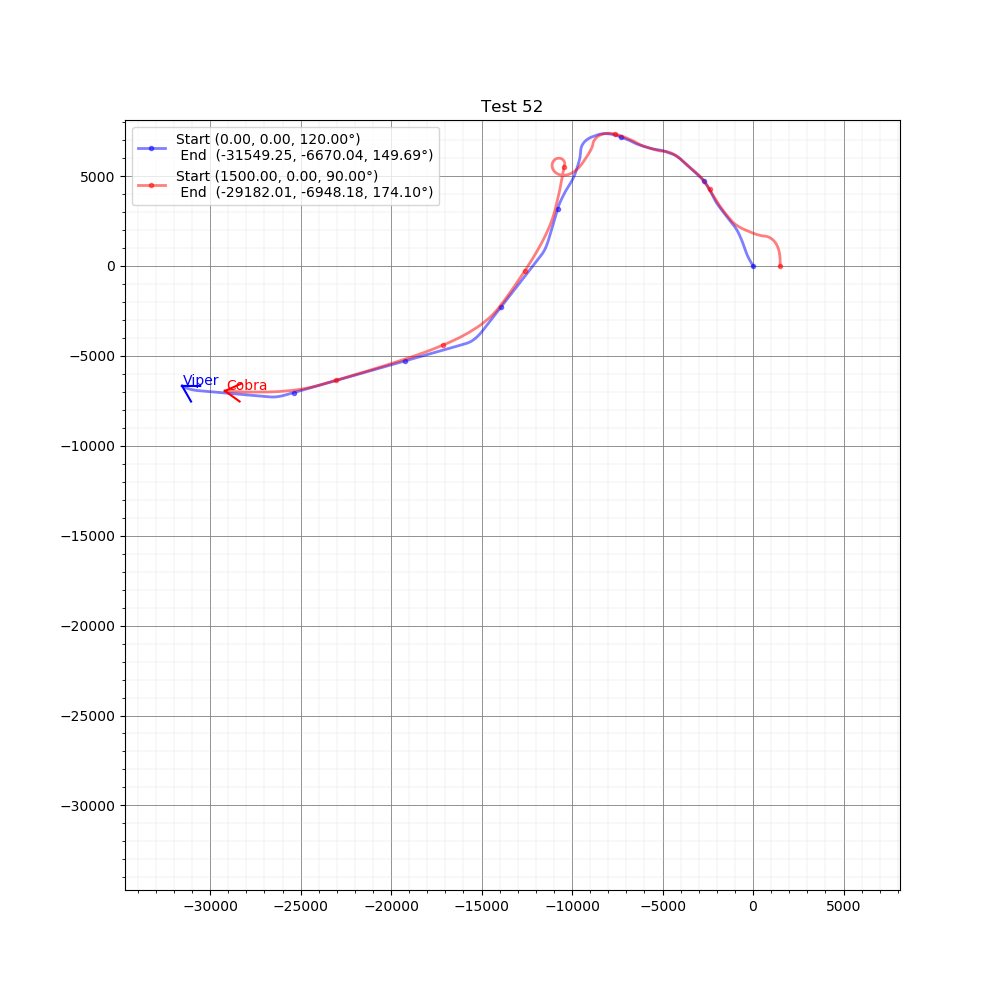 Test 52
Start (0.00, 0.00, 120.00°)
End (-31549.25, -6670.04, 149.69°)
Start (1500.00, 0.00, 90.00°)
End (-29182.01, -6948.18, 174.10°)
5000
0
−5000
−10000
−15000
−20000
−25000
−30000
Viper
Cobra
−30000 −25000 −20000 −15000 −10000 −5000 0 5000